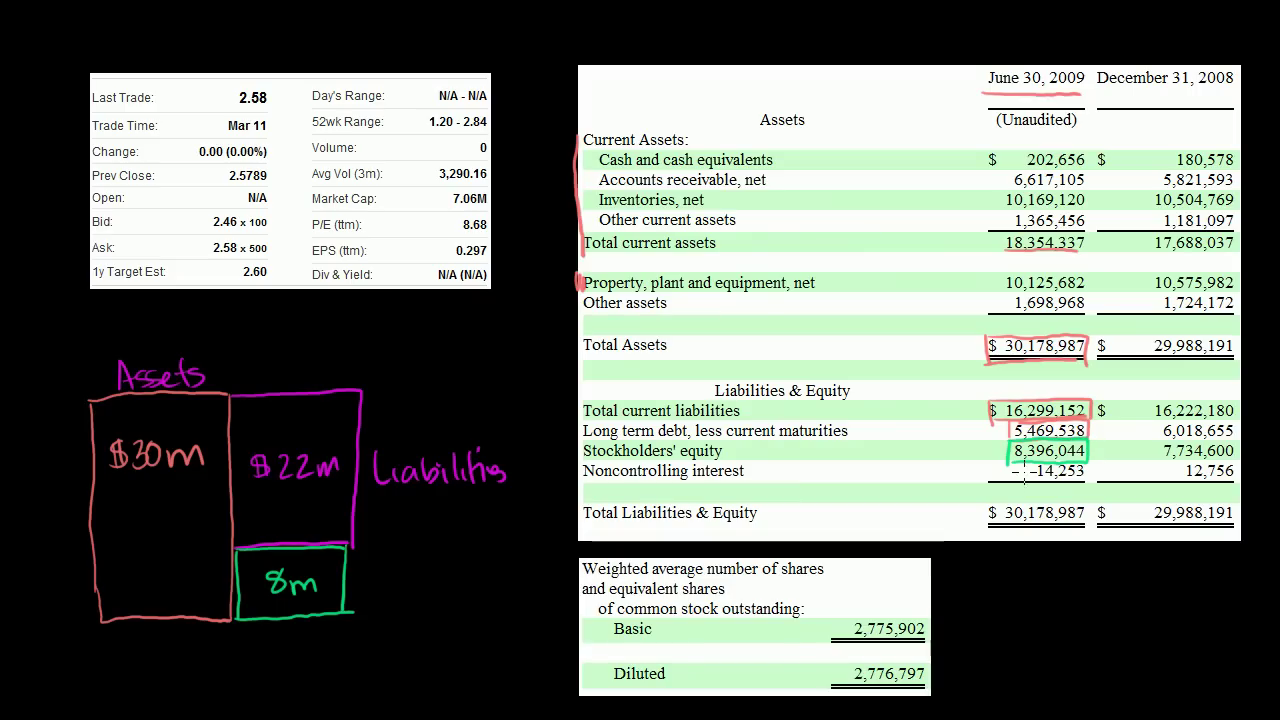 Last Trade: 2.58
Trade Time: Mar 11
Change: 0.00 (0.00%)
Prev Close: 2.5789
Open: N/A
Bid: 2.46 x 100
Ask: 2.58 x 500
1y Target Est: 2.60
Day's Range: N/A - N/A
52wk Range: 1.20 - 2.84
Volume: 0
Avg Vol (3m): 3,290.16
Market Cap: 7.06M
P/E (ttm): 8.68
EPS (ttm): 0.297
Div & Yield: N/A (N/A)
Assets
$30m
$22m
Liabilities
8m
June 30, 2009 December 31, 2008
Assets (Unaudited)
Current Assets:
Cash and cash equivalents $ 202,656 $ 180,578
Accounts receivable, net 6,617,105 5,821,593
Inventories, net 10,169,120 10,504,769
Other current assets 1,365,456 1,181,097
Total current assets 18,354,337 17,688,037
Property, plant and equipment, net 10,125,682 10,575,982
Other assets 1,698,968 1,724,172
Total Assets $ 30,178,987 $ 29,988,191
Liabilities & Equity
Total current liabilities $ 16,299,152 $ 16,222,180
Long term debt, less current maturities 5,469,538 6,018,655
Stockholders' equity 8,396,044 7,734,600
Noncontrolling interest 14,253 12,756
Total Liabilities & Equity $ 30,178,987 $ 29,988,191
Weighted average number of shares
and equivalent shares
of common stock outstanding:
Basic 2,775,902
Diluted 2,776,797